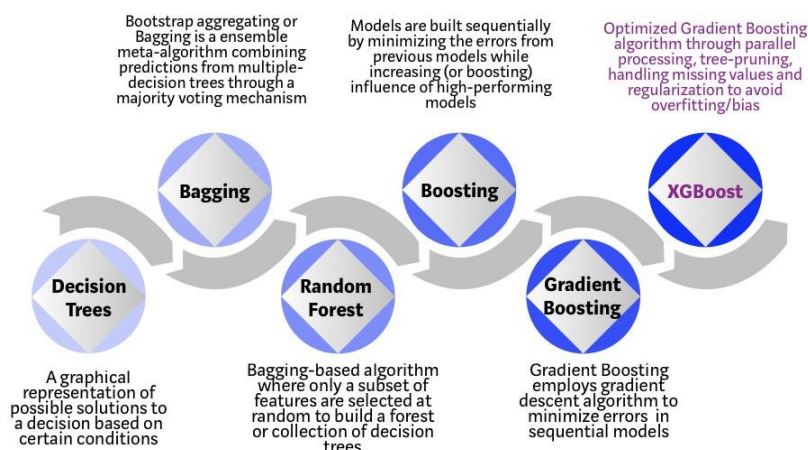 Bootstrap aggregating or
Bagging is a ensemble
meta-algorithm combining
predictions from multiple-
decision trees through a
majority voting mechanism
Models are built sequentially
by minimizing the errors from
previous models while
increasing (or boosting)
influence of high-performing
models
Optimized Gradient Boosting
algorithm through parallel
processing, tree-pruning,
handling missing values and
regularization to avoid
overfitting/bias
Bagging
Boosting
XGBoost
Decision
Trees
Random
Forest
Gradient
Boosting
A graphical
representation of
possible solutions to
a decision based on
certain conditions
Bagging-based algorithm
where only a subset of
features are selected at
random to build a forest
or collection of decision
trees
Gradient Boosting
employs gradient
descent algorithm to
minimize errors in
sequential models